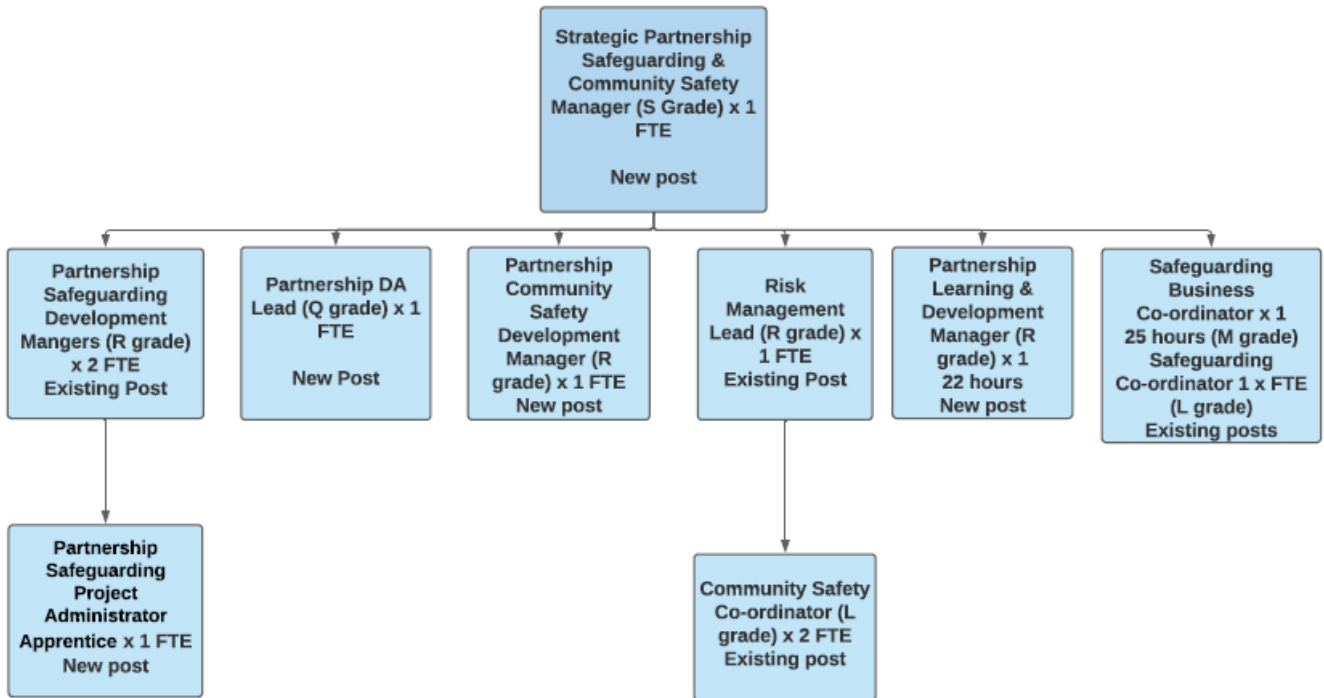 Strategic Partnership
Safeguarding &
Community Safety
Manager (S Grade) x 1
FTE
New post
Partnership
Safeguarding
Development
Mangers (R grade)
x 2 FTE
Existing Post
Partnership DA
Lead (Q grade) x 1
FTE
New Post
Partnership
Community
Safety
Development
Manager (R
grade) x 1 FTE
New post
Risk
Management
Lead (R grade) x
1 FTE
Existing Post
Partnership
Learning &
Development
Manager (R
grade) x 1
22 hours
New post
Safeguarding
Business
Co-ordinator x 1
25 hours (M grade)
Safeguarding
Co-ordinator 1 x FTE
(L grade)
Existing posts
Partnership
Safeguarding
Project
Administrator
Apprentice x 1 FTE
New post
Community Safety
Co-ordinator (L
grade) x 2 FTE
Existing post